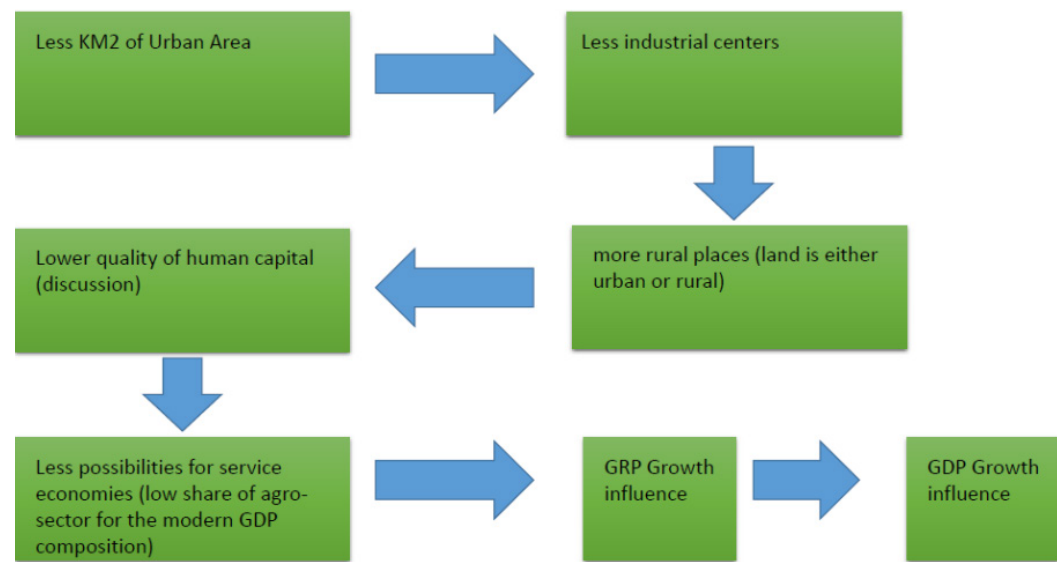 Less KM2 of Urban Area
Less industrial centers
more rural places (land is either
urban or rural)
Lower quality of human capital
(discussion)
Less possibilities for service
economies (low share of agro-
sector for the modern GDP
composition)
GRP Growth
influence
GDP Growth
influence